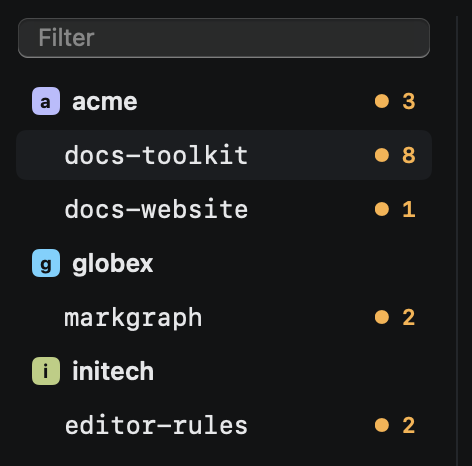 Filter
a acme 3
docs-toolkit 8
docs-website 1
g globex
markgraph 2
i initech
editor-rules 2